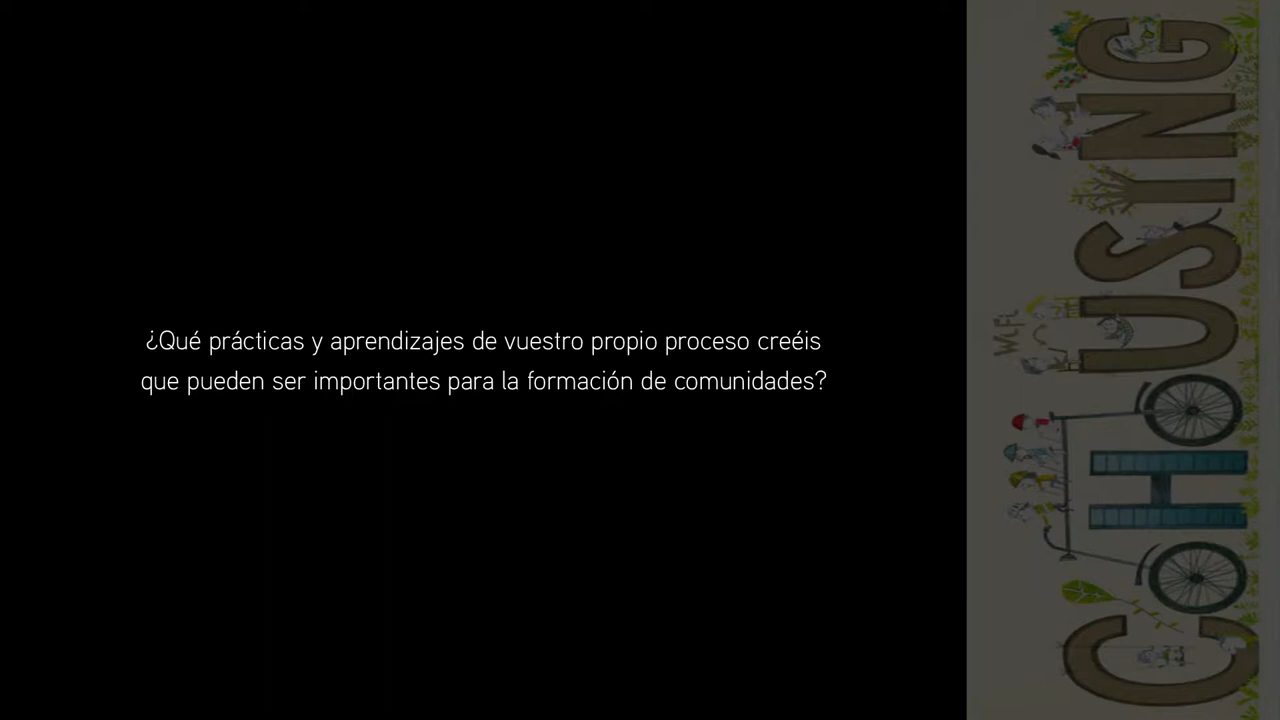 ¿Qué prácticas y aprendizajes de vuestro propio proceso creéis
que pueden ser importantes para la formación de comunidades?
COHOUSING